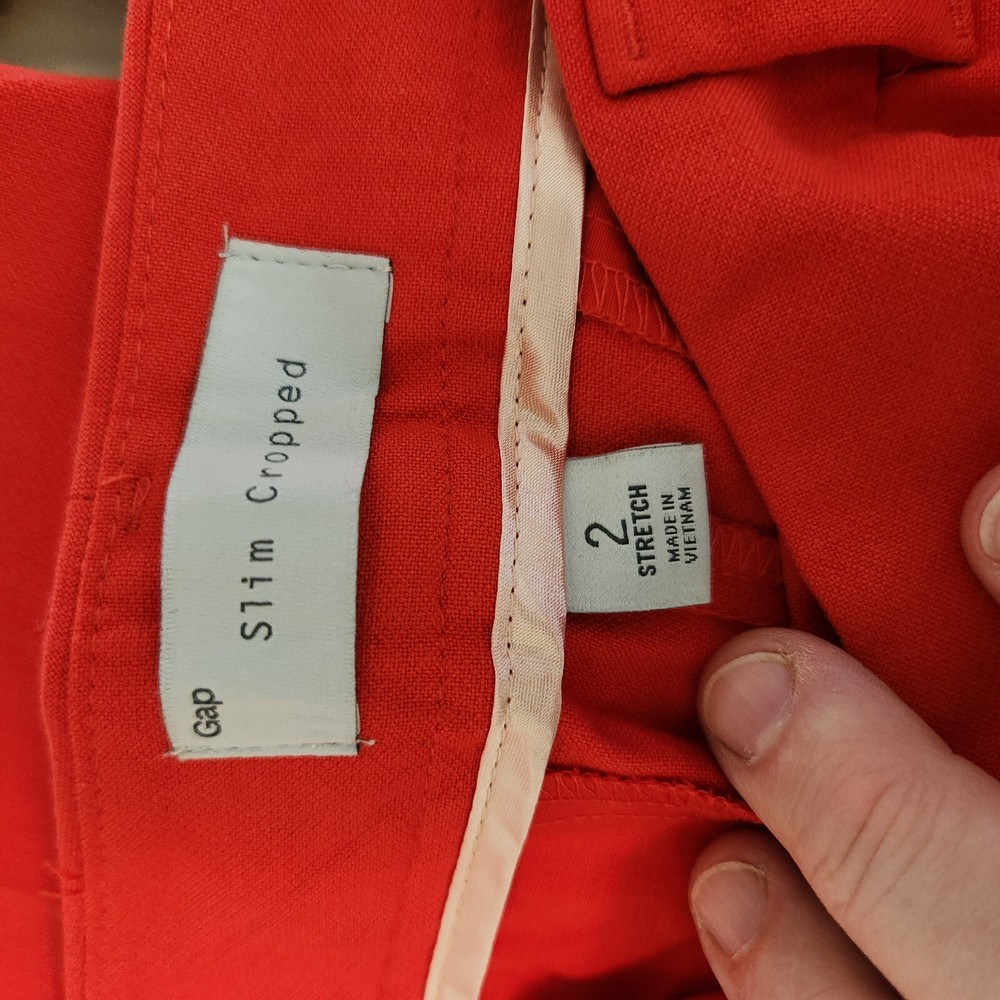 Gap
Slim Cropped
2
STRETCH
MADE IN
VIETNAM